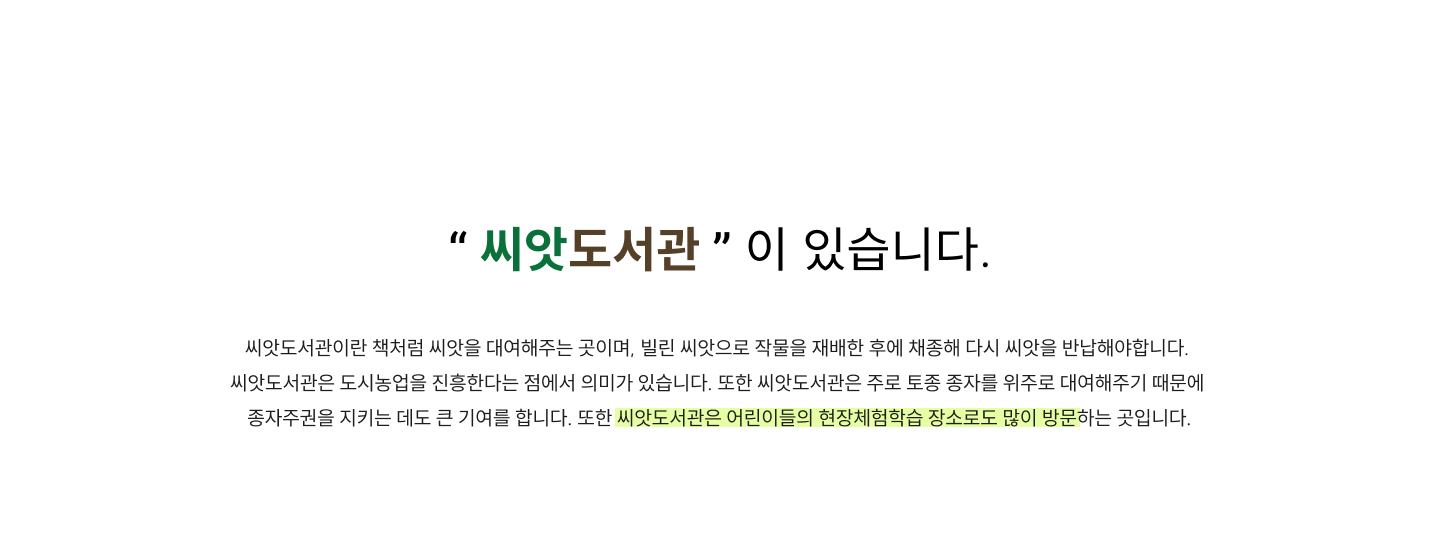 “ 씨앗도서관 ” 이 있습니다.
씨앗도서관이란 책처럼 씨앗을 대여해주는 곳이며, 빌린 씨앗으로 작물을 재배한 후에 채종해 다시 씨앗을 반납해야합니다.
씨앗도서관은 도시농업을 진흥한다는 점에서 의미가 있습니다. 또한 씨앗도서관은 주로 토종 종자를 위주로 대여해주기 때문에
종자주권을 지키는 데도 큰 기여를 합니다. 또한 씨앗도서관은 어린이들의 현장체험학습 장소로도 많이 방문하는 곳입니다.